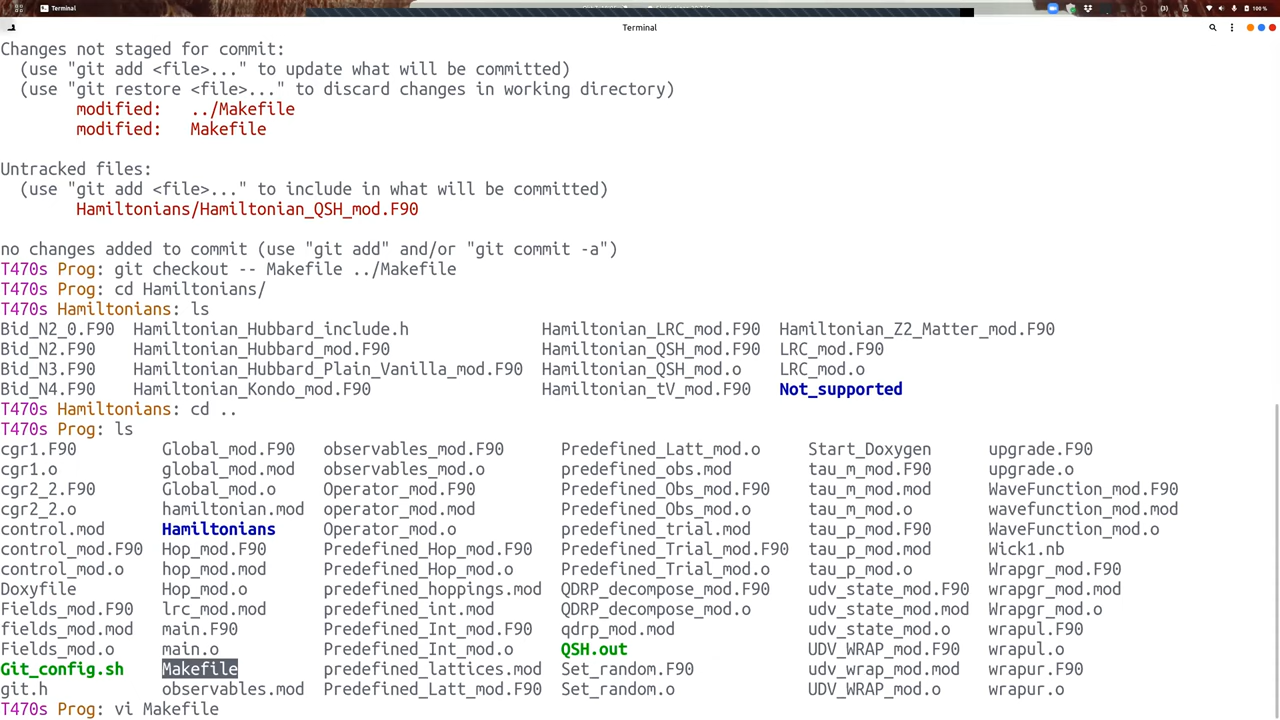 Terminal
(3)
100 %
Terminal
Changes not staged for commit:
(use "git add <file>..." to update what will be committed)
(use "git restore <file>..." to discard changes in working directory)
modified: ../Makefile
modified: Makefile
Untracked files:
(use "git add <file>..." to include in what will be committed)
Hamiltonians/Hamiltonian_QSH_mod.F90
no changes added to commit (use "git add" and/or "git commit -a")
T470s Prog: git checkout -- Makefile ../Makefile
T470s Prog: cd Hamiltonians/
T470s Hamiltonians: ls
Bid_N2_0.F90 Hamiltonian_Hubbard_include.h Hamiltonian_LRC_mod.F90 Hamiltonian_Z2_Matter_mod.F90
Bid_N2.F90 Hamiltonian_Hubbard_mod.F90 Hamiltonian_QSH_mod.F90 LRC_mod.F90
Bid_N3.F90 Hamiltonian_Hubbard_Plain_Vanilla_mod.F90 Hamiltonian_QSH_mod.o LRC_mod.o
Bid_N4.F90 Hamiltonian_Kondo_mod.F90 Hamiltonian_tV_mod.F90 Not_supported
T470s Hamiltonians: cd ..
T470s Prog: ls
cgr1.F90 Global_mod.F90 observables_mod.F90 Predefined_Latt_mod.o Start_Doxygen upgrade.F90
cgr1.o global_mod.mod observables_mod.o predefined_obs.mod tau_m_mod.F90 upgrade.o
cgr2_2.F90 Global_mod.o Operator_mod.F90 Predefined_Obs_mod.F90 tau_m_mod.mod WaveFunction_mod.F90
cgr2_2.o hamiltonian.mod operator_mod.mod Predefined_Obs_mod.o tau_m_mod.o wavefunction_mod.mod
control.mod Hamiltonians Operator_mod.o predefined_trial.mod tau_p_mod.F90 WaveFunction_mod.o
control_mod.F90 Hop_mod.F90 Predefined_Hop_mod.F90 Predefined_Trial_mod.F90 tau_p_mod.mod Wick1.nb
control_mod.o hop_mod.mod Predefined_Hop_mod.o Predefined_Trial_mod.o tau_p_mod.o Wrapgr_mod.F90
Doxyfile Hop_mod.o predefined_hoppings.mod QDRP_decompose_mod.F90 udv_state_mod.F90 wrapgr_mod.mod
Fields_mod.F90 lrc_mod.mod predefined_int.mod QDRP_decompose_mod.o udv_state_mod.mod Wrapgr_mod.o
fields_mod.mod main.F90 Predefined_Int_mod.F90 qdrp_mod.mod udv_state_mod.o wrapul.F90
Fields_mod.o main.o Predefined_Int_mod.o QSH.out UDV_WRAP_mod.F90 wrapul.o
Git_config.sh Makefile predefined_lattices.mod Set_random.F90 udv_wrap_mod.mod wrapur.F90
git.h observables.mod Predefined_Latt_mod.F90 Set_random.o UDV_WRAP_mod.o wrapur.o
T470s Prog: vi Makefile